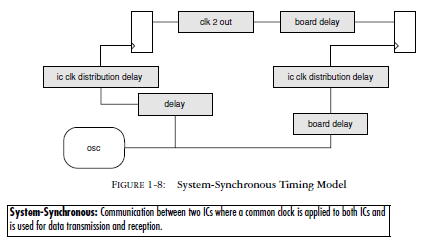 clk 2 out
board delay
ic clk distribution delay
ic clk distribution delay
delay
board delay
osc
FIGURE 1-8: System-Synchronous Timing Model
System-Synchronous: Communication between two ICs where a common clock is applied to both ICs and
is used for data transmission and reception.